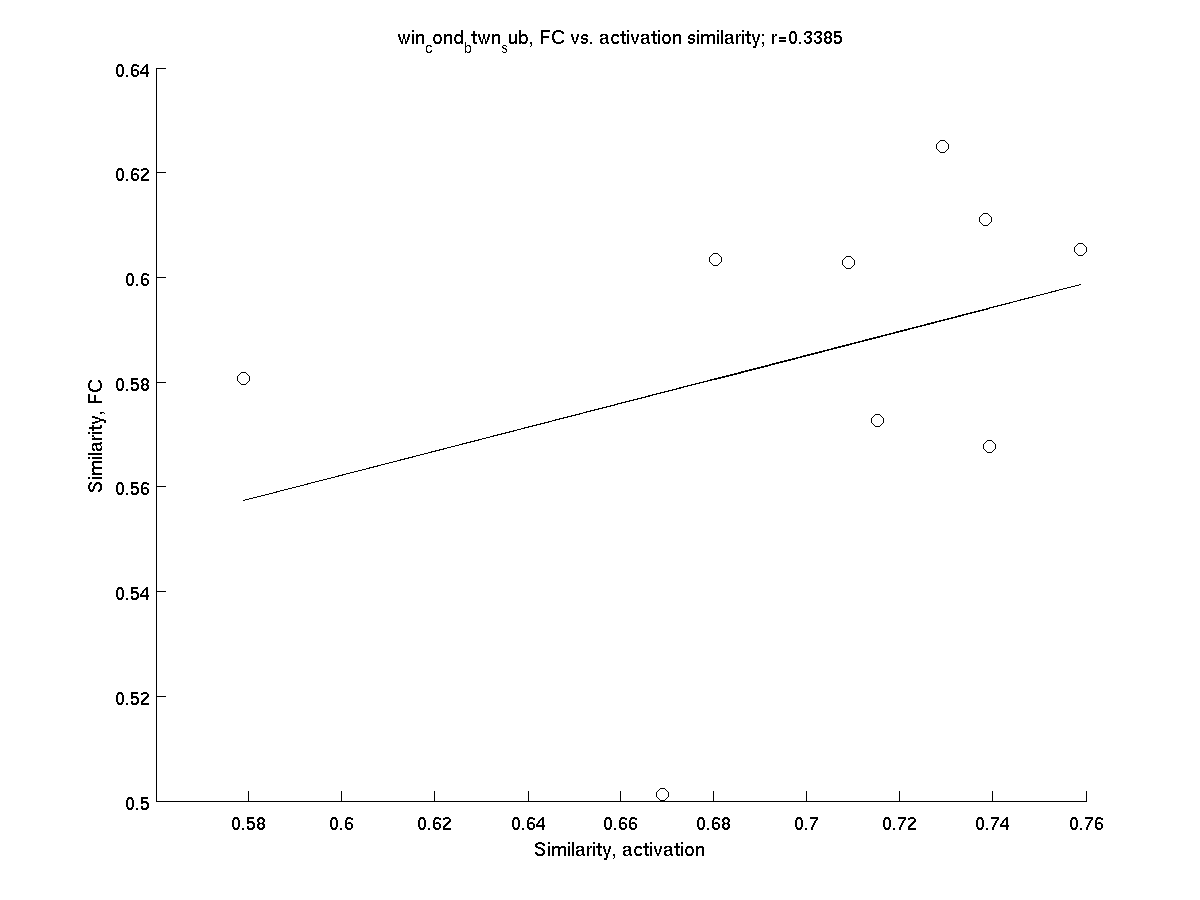 win_cond_btwn_sub, FC vs. activation similarity; r=0.3385
0.64
0.62
0.6
0.58
0.56
0.54
0.52
0.5
Similarity, FC
0.58 0.6 0.62 0.64 0.66 0.68 0.7 0.72 0.74 0.76
Similarity, activation